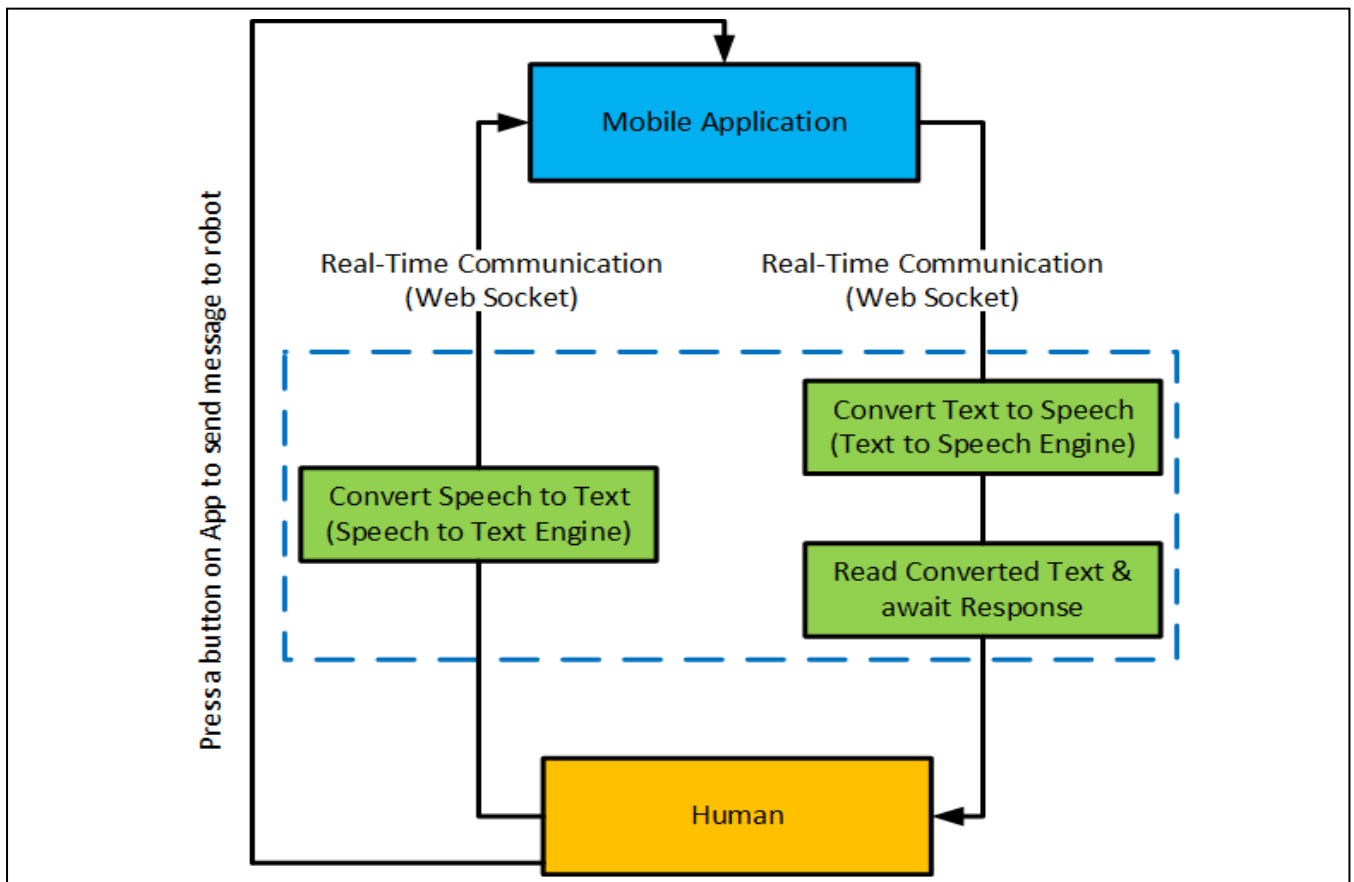 Mobile Application
Press a button on App to send message to robot
Real-Time Communication
(Web Socket)
Real-Time Communication
(Web Socket)
Convert Text to Speech
(Text to Speech Engine)
Convert Speech to Text
(Speech to Text Engine)
Read Converted Text &
await Response
Human